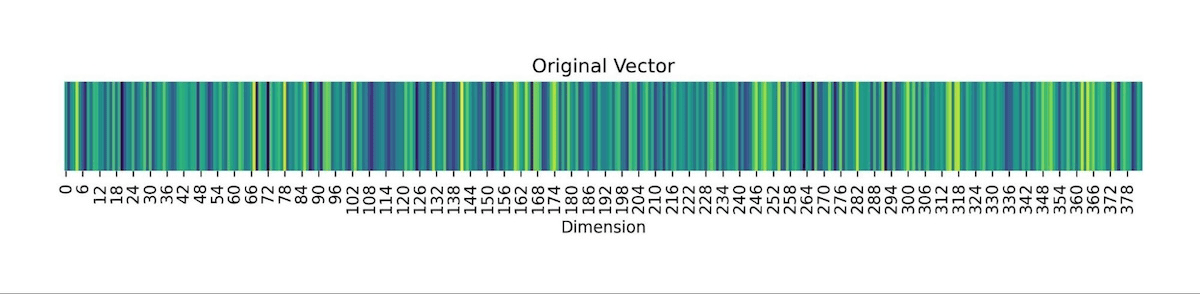 Original Vector
0 6 12 18 24 30 36 42 48 54 60 66 72 78 84 90 96 102 108 114 120 126 132 138 144 150 156 162 168 174 180 186 192 198 204 210 216 222 228 234 240 246 252 258 264 270 276 282 288 294 300 306 312 318 324 330 336 342 348 354 360 366 372 378
Dimension